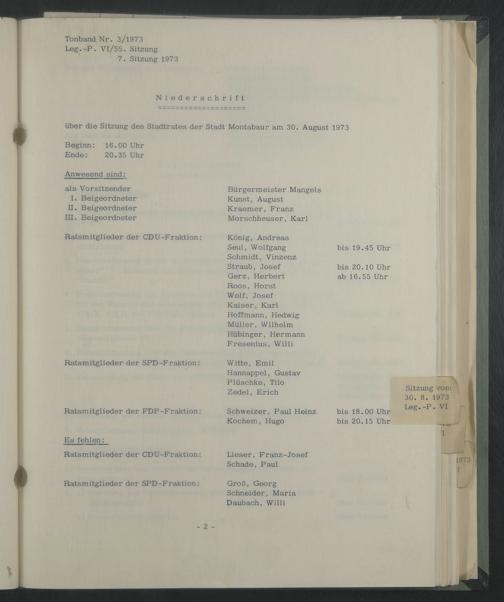 Tonband Nr. 3/1973
Leg.-P. VI/55. Sitzung
7. Sitzung 1973
Niederschrift
====================
über die Sitzung des Stadtrates der Stadt Montabaur am 30. August 1973
Beginn: 16.00 Uhr
Ende: 20.35 Uhr
Anwesend sind:
als Vorsitzender Bürgermeister Mangels
I. Beigeordneter Kunst, August
II. Beigeordneter Kraemer, Franz
III. Beigeordneter Morschheuser, Karl
Ratsmitglieder der CDU-Fraktion: König, Andreas
Seul, Wolfgang bis 19.45 Uhr
Schmidt, Vinzenz
Straub, Josef bis 20.10 Uhr
Gerz, Herbert ab 16.55 Uhr
Roos, Horst
Wolf, Josef
Kaiser, Karl
Hoffmann, Hedwig
Müller, Wilhelm
Hübinger, Hermann
Fresenius, Willi
Ratsmitglieder der SPD-Fraktion: Witte, Emil
Hannappel, Gustav
Plüschke, Tilo
Zedel, Erich
Ratsmitglieder der FDP-Fraktion: Schweizer, Paul Heinz bis 18.00 Uhr
Kochem, Hugo bis 20.15 Uhr
Sitzung vom
30. 8. 1973
Leg.-P. VI
Es fehlen:
Ratsmitglieder der CDU-Fraktion: Lieser, Franz-Josef
Schade, Paul
Ratsmitglieder der SPD-Fraktion: Groß, Georg
Schneider, Maria
Daubach, Willi
- 2 -